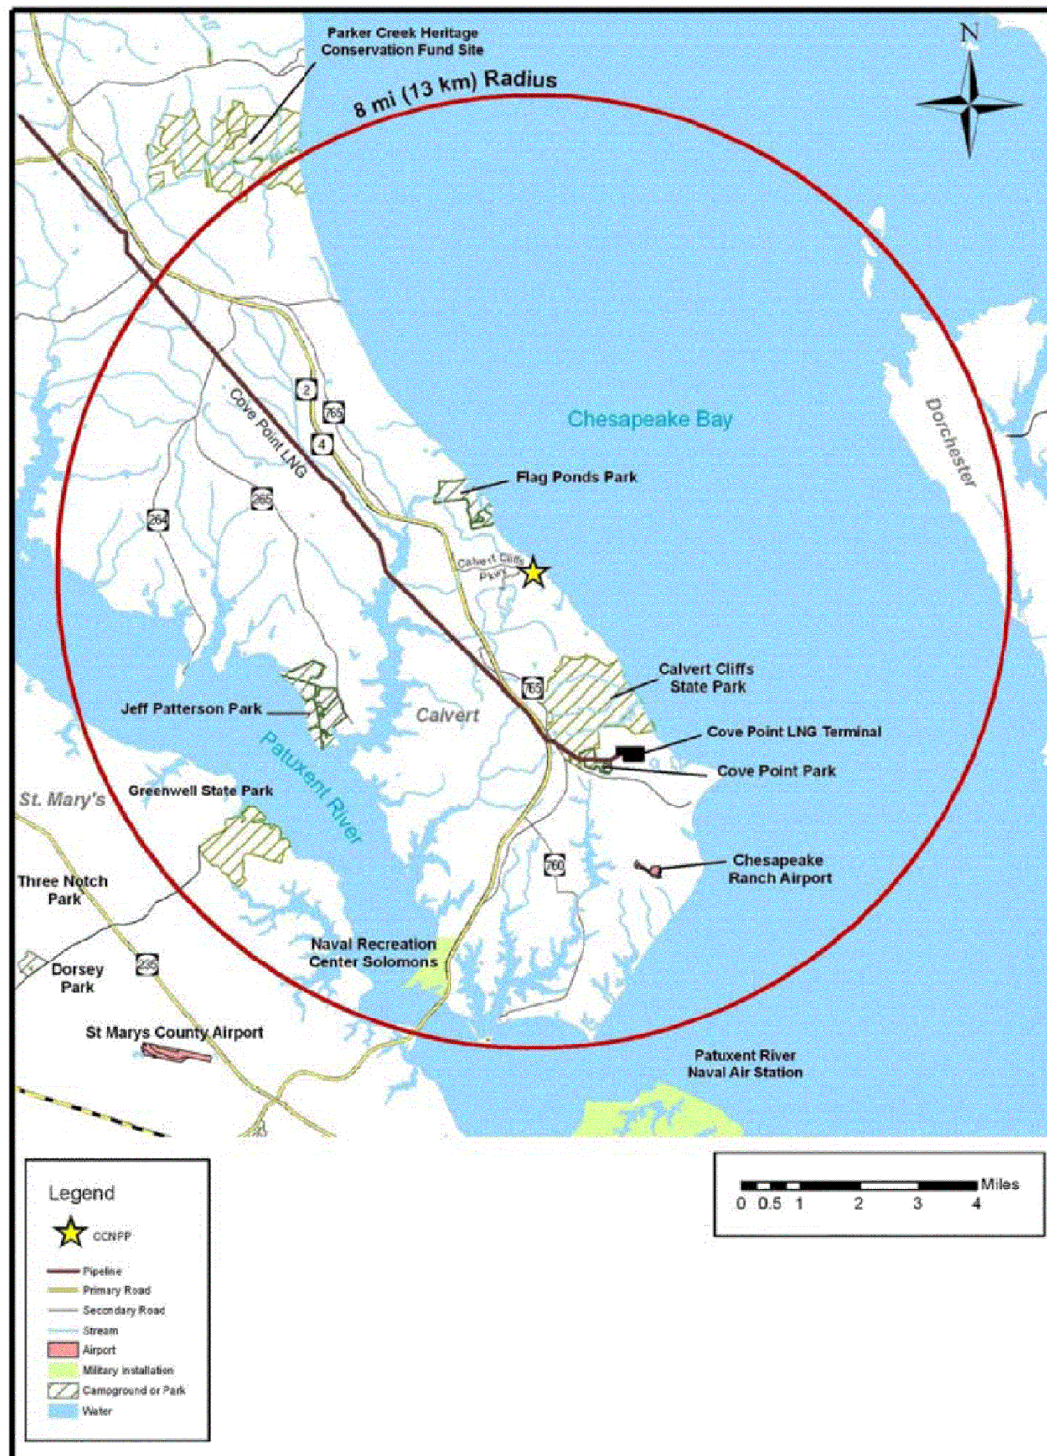 Parker Creek Heritage
Conservation Fund Site
N
8 mi (13 km) Radius
Cove Point LNG
2
765
4
Chesapeake Bay
Dorchester
Flag Ponds Park
265
264
Calvert Cliffs
Pkwy
Calvert Cliffs
State Park
765
Jeff Patterson Park
Calvert
Cove Point LNG Terminal
Patuxent River
Cove Point Park
Greenwell State Park
St. Mary's
Chesapeake
Ranch Airport
760
Three Notch
Park
Naval Recreation
Center Solomons
235
Dorsey
Park
St Marys County Airport
Patuxent River
Naval Air Station
Legend
CCNPP
Pipeline
Primary Road
Secondary Road
Stream
Airport
Military installation
Campground or Park
Water
Miles
0 0.5 1 2 3 4